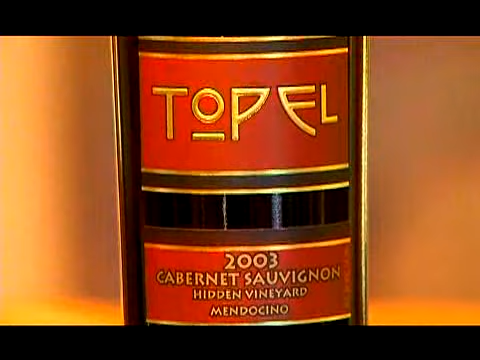 TOPEL
2003
CABERNET SAUVIGNON
HIDDEN VINEYARD
MENDOCINO